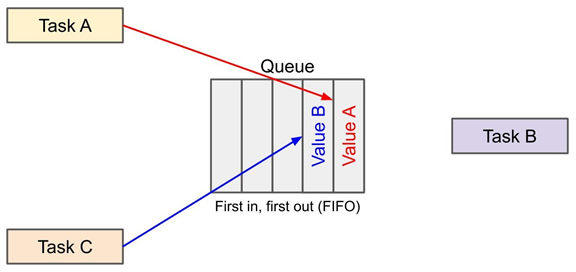 Task A
Queue
Value B
Value A
Task B
First in, first out (FIFO)
Task C